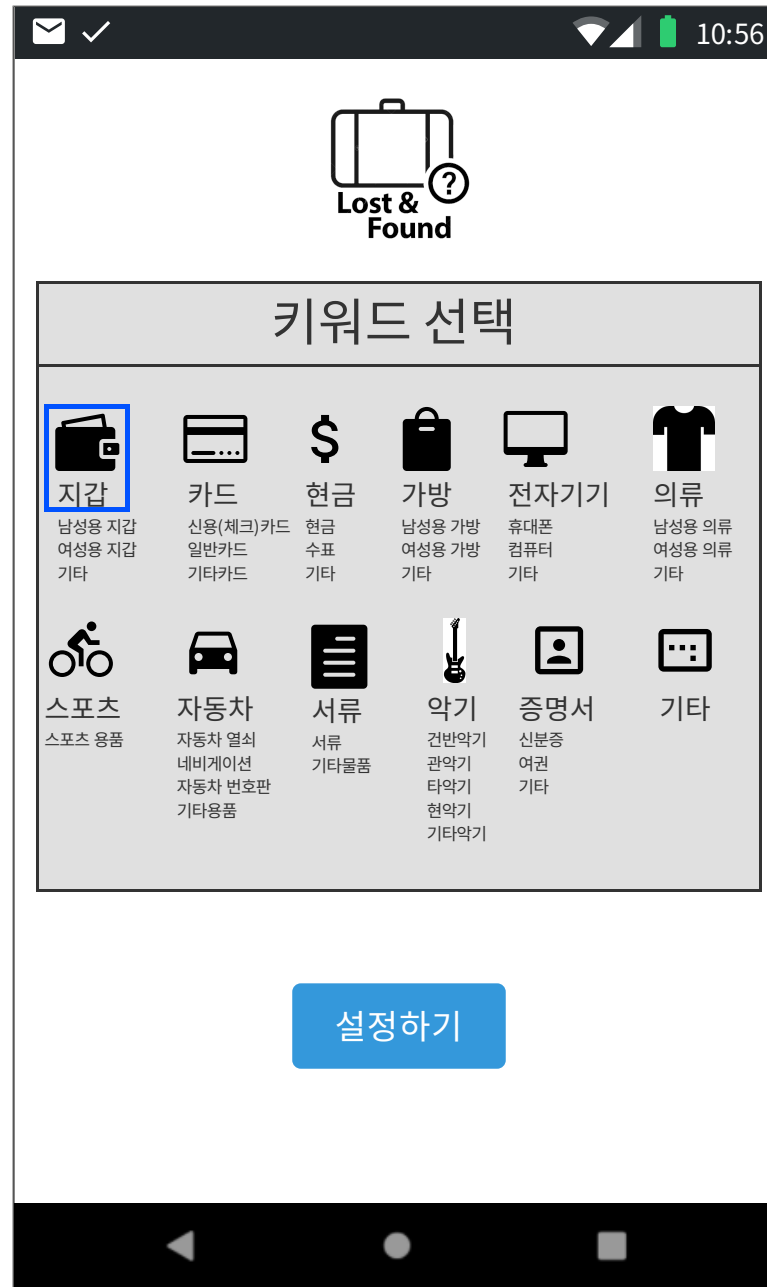 10:56
Lost &
Found
키워드 선택
지갑 카드 현금 가방 전자기기 의류
남성용 지갑 신용(체크)카드 현금 남성용 가방 휴대폰 남성용 의류
여성용 지갑 일반카드 수표 여성용 가방 컴퓨터 여성용 의류
기타 기타카드 기타 기타 기타 기타
스포츠 자동차 서류 악기 증명서 기타
스포츠 용품 자동차 열쇠 서류 건반악기 신분증
네비게이션 기타물품 관악기 여권
자동차 번호판 타악기 기타
기타용품 현악기
기타악기
설정하기